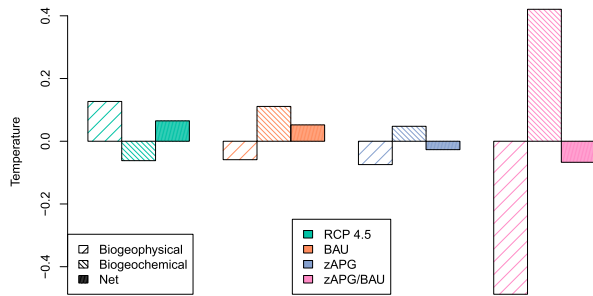 0.4
0.2
0.0
−0.2
−0.4
Temperature
Biogeophysical
Biogeochemical
Net
RCP 4.5
BAU
zAPG
zAPG/BAU